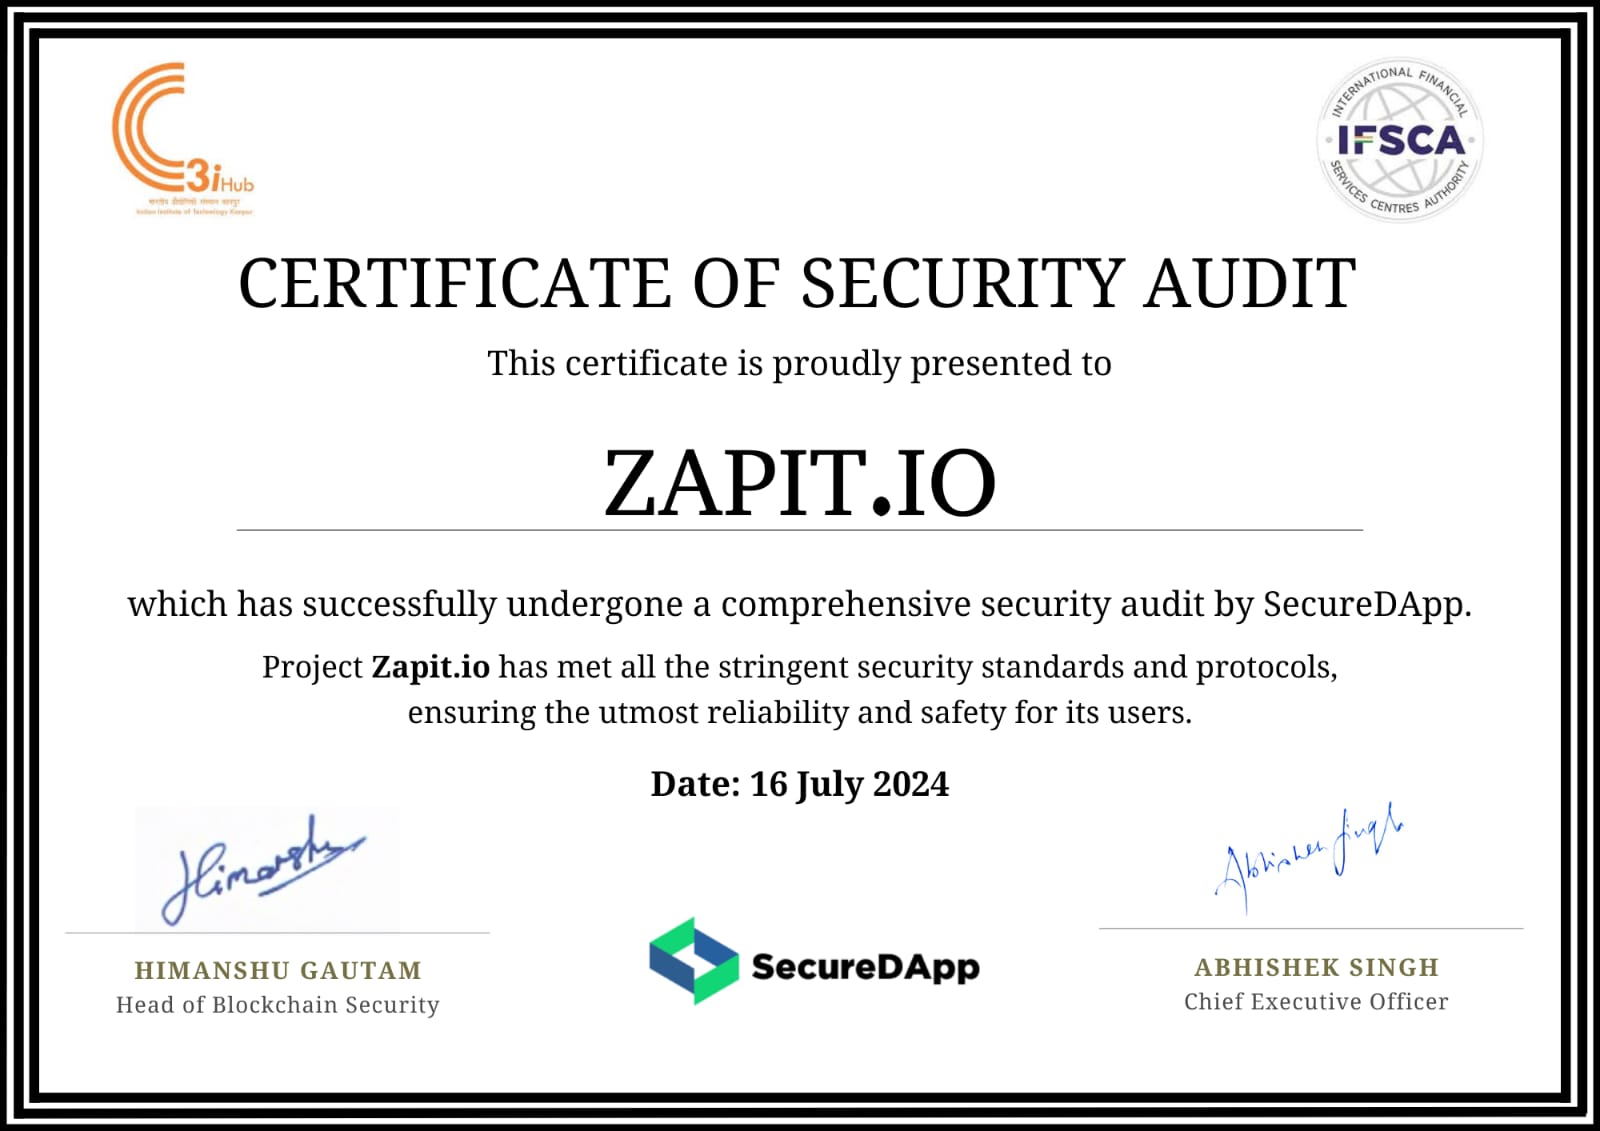 3iHub
भारतीय प्रौद्योगिकी संस्थान कानपुर
Indian Institute of Technology Kanpur
INTERNATIONAL FINANCIAL
IFSCA
SERVICES CENTRES AUTHORITY
CERTIFICATE OF SECURITY AUDIT
This certificate is proudly presented to
ZAPIT.IO
which has successfully undergone a comprehensive security audit by SecureDApp.
Project Zapit.io has met all the stringent security standards and protocols,
ensuring the utmost reliability and safety for its users.
Date: 16 July 2024
Himanshu
Abhishek Singh
HIMANSHU GAUTAM
Head of Blockchain Security
SecureDApp
ABHISHEK SINGH
Chief Executive Officer